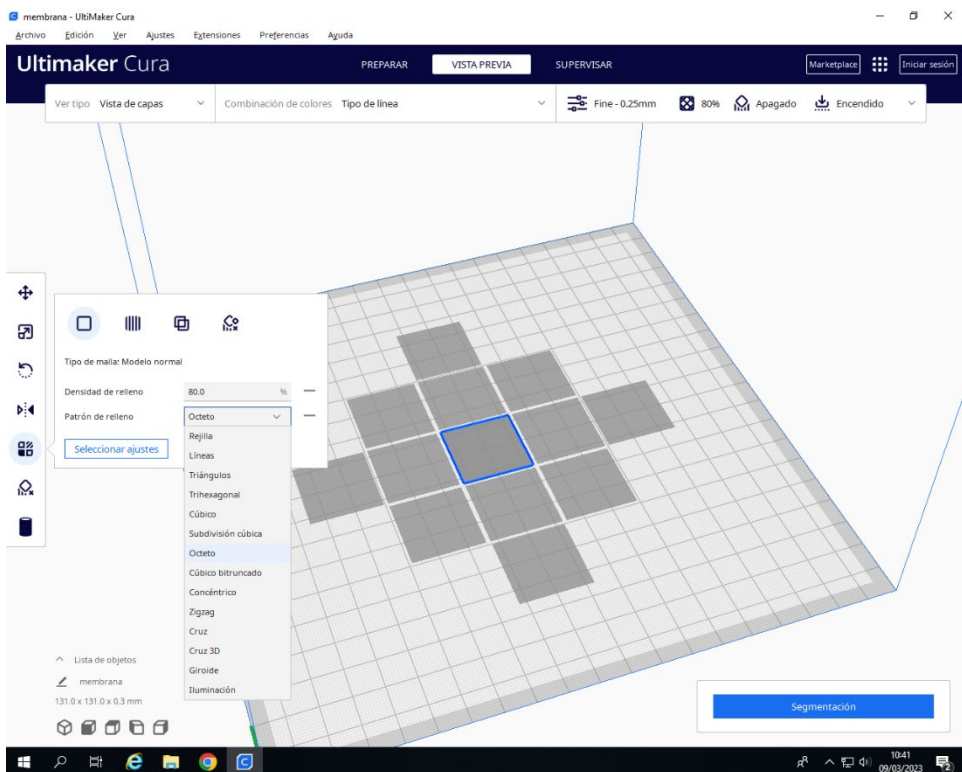 membrana - UltiMaker Cura
Archivo Edición Ver Ajustes Extensiones Preferencias Ayuda
Ultimaker Cura PREPARAR VISTA PREVIA SUPERVISAR Marketplace Iniciar sesión
Ver tipo Vista de capas Combinación de colores Tipo de línea Fine - 0.25mm 80% Apagado Encendido
Tipo de malla: Modelo normal
Densidad de relleno 80.0 %
Patrón de relleno Octeto
Seleccionar ajustes
Rejilla
Líneas
Triángulos
Trihexagonal
Cúbico
Subdivisión cúbica
Octeto
Cúbico bitruncado
Concéntrico
Zigzag
Cruz
Cruz 3D
Giroide
Iluminación
Lista de objetos
membrana
131.0 x 131.0 x 0.3 mm
Segmentación
10:41
09/03/2023
2